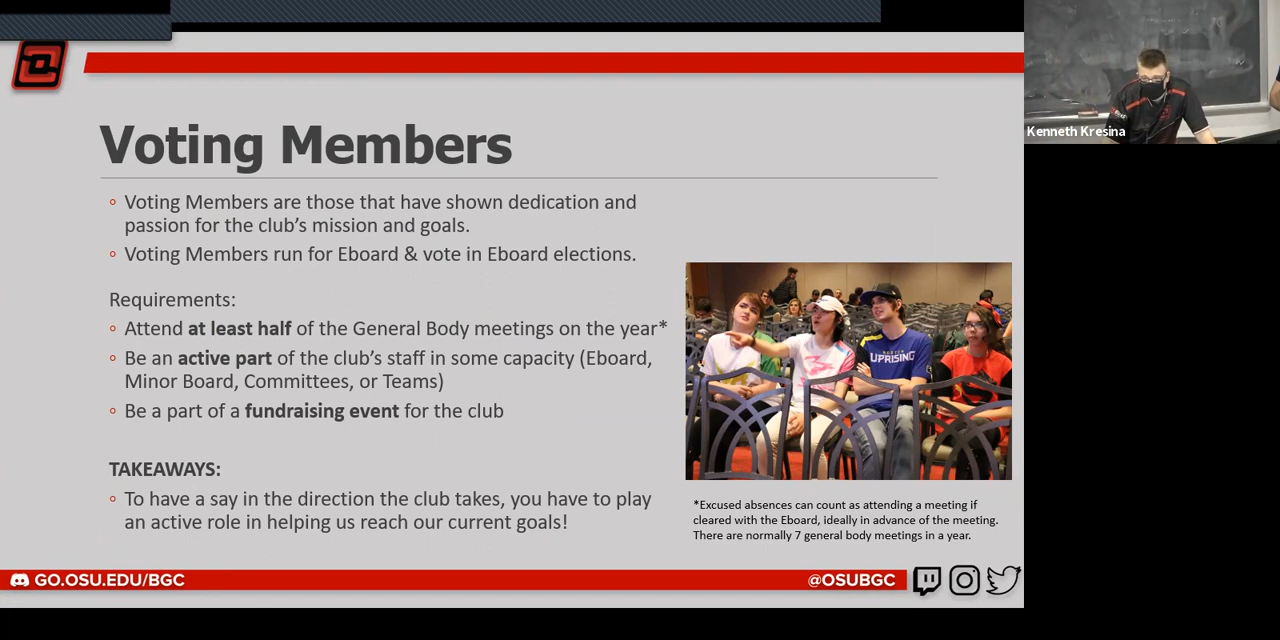 Kenneth Kresina
Voting Members
Voting Members are those that have shown dedication and
passion for the club's mission and goals.
Voting Members run for Eboard & vote in Eboard elections.
Requirements:
Attend at least half of the General Body meetings on the year*
Be an active part of the club's staff in some capacity (Eboard,
Minor Board, Committees, or Teams)
Be a part of a fundraising event for the club
TAKEAWAYS:
To have a say in the direction the club takes, you have to play
an active role in helping us reach our current goals!
UPRISING
*Excused absences can count as attending a meeting if
cleared with the Eboard, ideally in advance of the meeting.
There are normally 7 general body meetings in a year.
GO.OSU.EDU/BGC
@OSUBGC